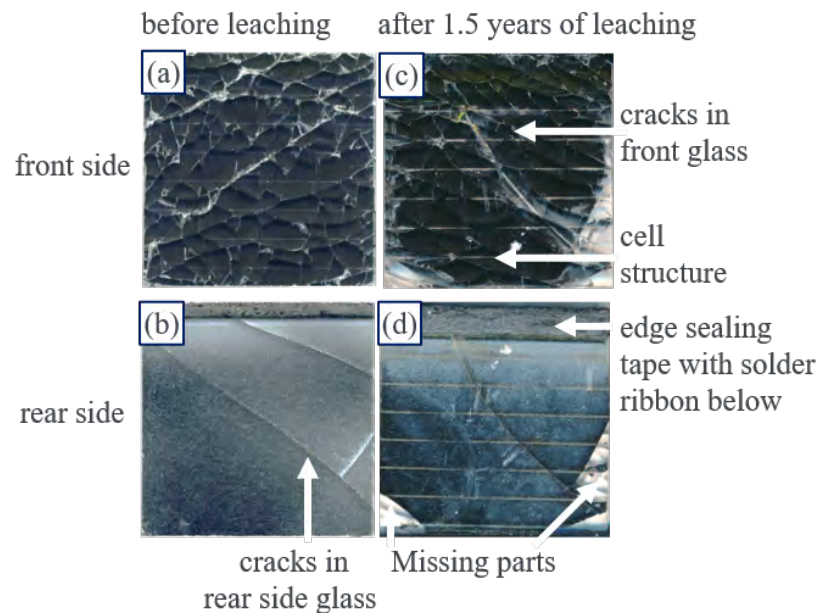 before leaching
after 1.5 years of leaching
(a)
(c)
front side
cracks in
front glass
cell
structure
(b)
(d)
rear side
edge sealing
tape with solder
ribbon below
cracks in
rear side glass
Missing parts